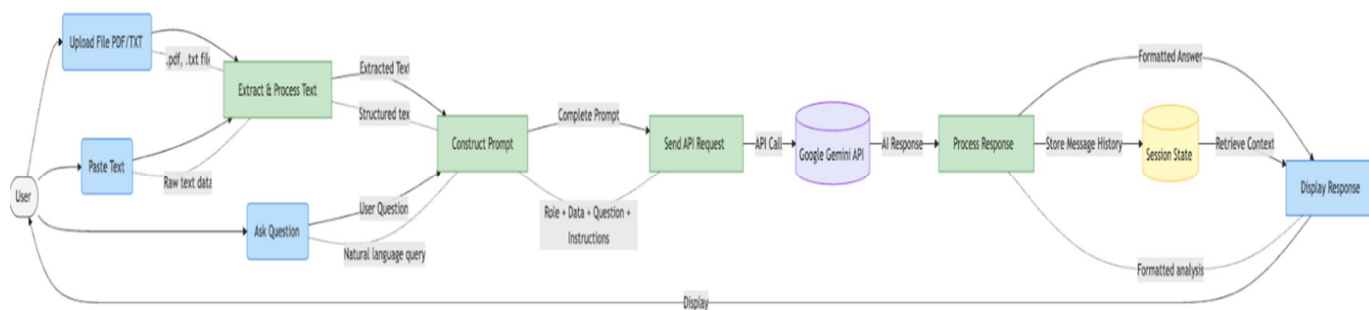 Upload File PDF/TXT
.pdf, .txt file
Extract & Process Text
Extracted Text
Structured tex
Construct Prompt
Complete Prompt
Send API Request
API Call
Google Gemini API
AI Response
Process Response
Formatted Answer
Store Message History
Session State
Retrieve Context
Display Response
Paste Text
Raw text data
User
Ask Question
User Question
Natural language query
Role + Data + Question +
Instructions
Formatted analysis
Display